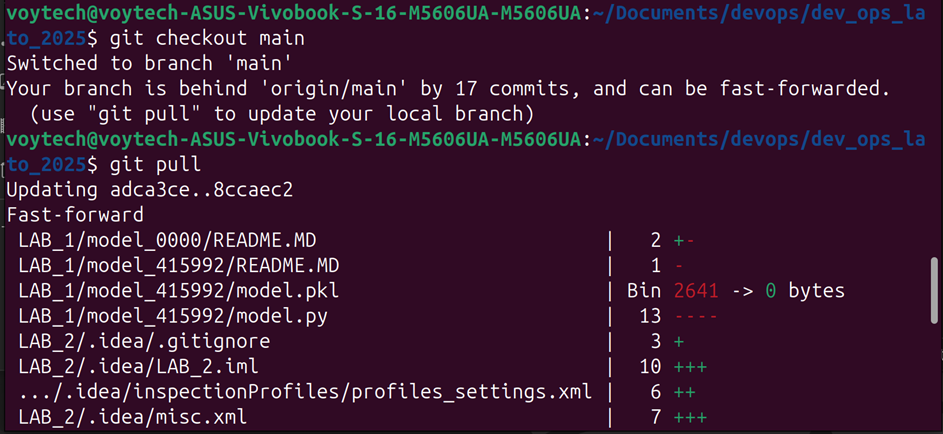 voytech@voytech-ASUS-Vivobook-S-16-M5606UA-M5606UA:~/Documents/devops/dev_ops_la
to_2025$ git checkout main
Switched to branch 'main'
Your branch is behind 'origin/main' by 17 commits, and can be fast-forwarded.
  (use "git pull" to update your local branch)
voytech@voytech-ASUS-Vivobook-S-16-M5606UA-M5606UA:~/Documents/devops/dev_ops_la
to_2025$ git pull
Updating adca3ce..8ccaec2
Fast-forward
 LAB_1/model_0000/README.MD                       |   2 +-
 LAB_1/model_415992/README.MD                     |   1 -
 LAB_1/model_415992/model.pkl                     | Bin 2641 -> 0 bytes
 LAB_1/model_415992/model.py                      |  13 ----
 LAB_2/.idea/.gitignore                           |   3 +
 LAB_2/.idea/LAB_2.iml                            |  10 +++
 .../.idea/inspectionProfiles/profiles_settings.xml |   6 ++
 LAB_2/.idea/misc.xml                             |   7 +++